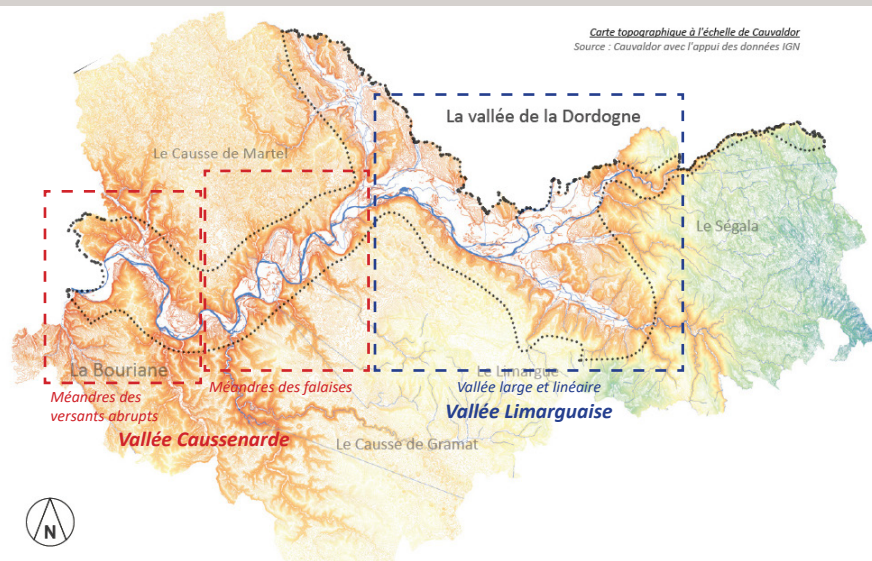 Carte topographique à l'échelle de Cauvaldor
Source : Cauvaldor avec l'appui des données IGN
La vallée de la Dordogne
Le Causse de Martel
Le Ségala
La Bouriane
Le Limargue
Méandres des
versants abrupts
Méandres des falaises
Vallée large et linéaire
Vallée Limarguaise
Vallée Caussenarde
Le Causse de Gramat
N